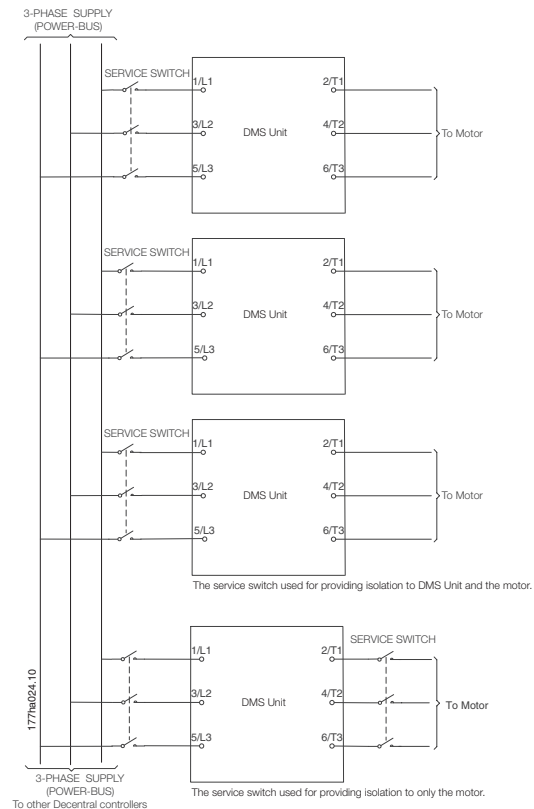 3-PHASE SUPPLY
(POWER-BUS)
SERVICE SWITCH
1/L1
2/T1
3/L2
DMS Unit
4/T2
To Motor
5/L3
6/T3
SERVICE SWITCH
1/L1
2/T1
3/L2
DMS Unit
4/T2
To Motor
5/L3
6/T3
SERVICE SWITCH
1/L1
2/T1
3/L2
DMS Unit
4/T2
To Motor
5/L3
6/T3
The service switch used for providing isolation to DMS Unit and the motor.
SERVICE SWITCH
1/L1
2/T1
3/L2
DMS Unit
4/T2
To Motor
5/L3
6/T3
177ha024.10
3-PHASE SUPPLY
(POWER-BUS)
To other Decentral controllers
The service switch used for providing isolation to only the motor.